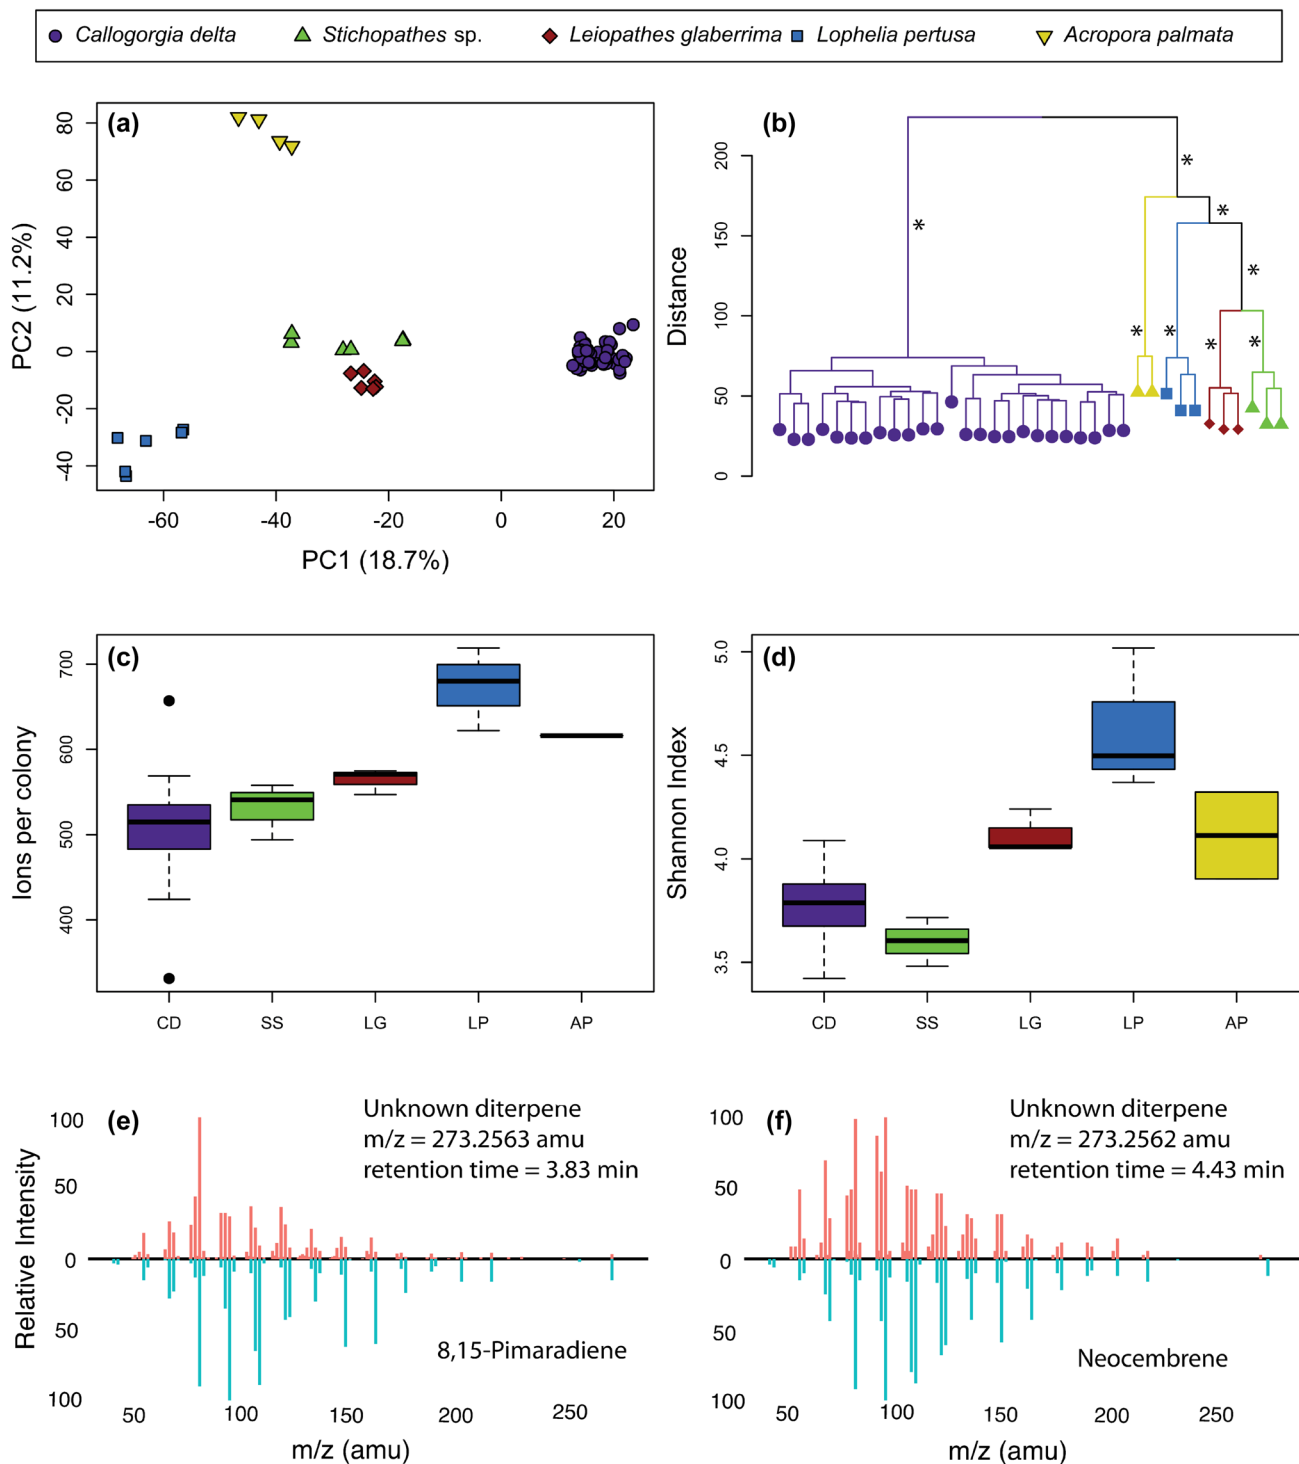 Callogorgia delta Stichopathes sp. Leiopathes glaberrima Lophelia pertusa Acropora palmata
(a)
PC2 (11.2%)
80
60
40
20
0
-20
-40
-60 -40 -20 0 20
PC1 (18.7%)
(b)
Distance
200
150
100
50
0
* * * * * * * * *
(c)
Ions per colony
700
600
500
400
CD SS LG LP AP
(d)
Shannon Index
5.0
4.5
4.0
3.5
CD SS LG LP AP
(e)
Unknown diterpene
m/z = 273.2563 amu
retention time = 3.83 min
Relative Intensity
100
50
0
50
100
8,15-Pimaradiene
50 100 150 200 250
m/z (amu)
(f)
Unknown diterpene
m/z = 273.2562 amu
retention time = 4.43 min
100
50
0
50
100
Neocembrene
50 100 150 200 250
m/z (amu)